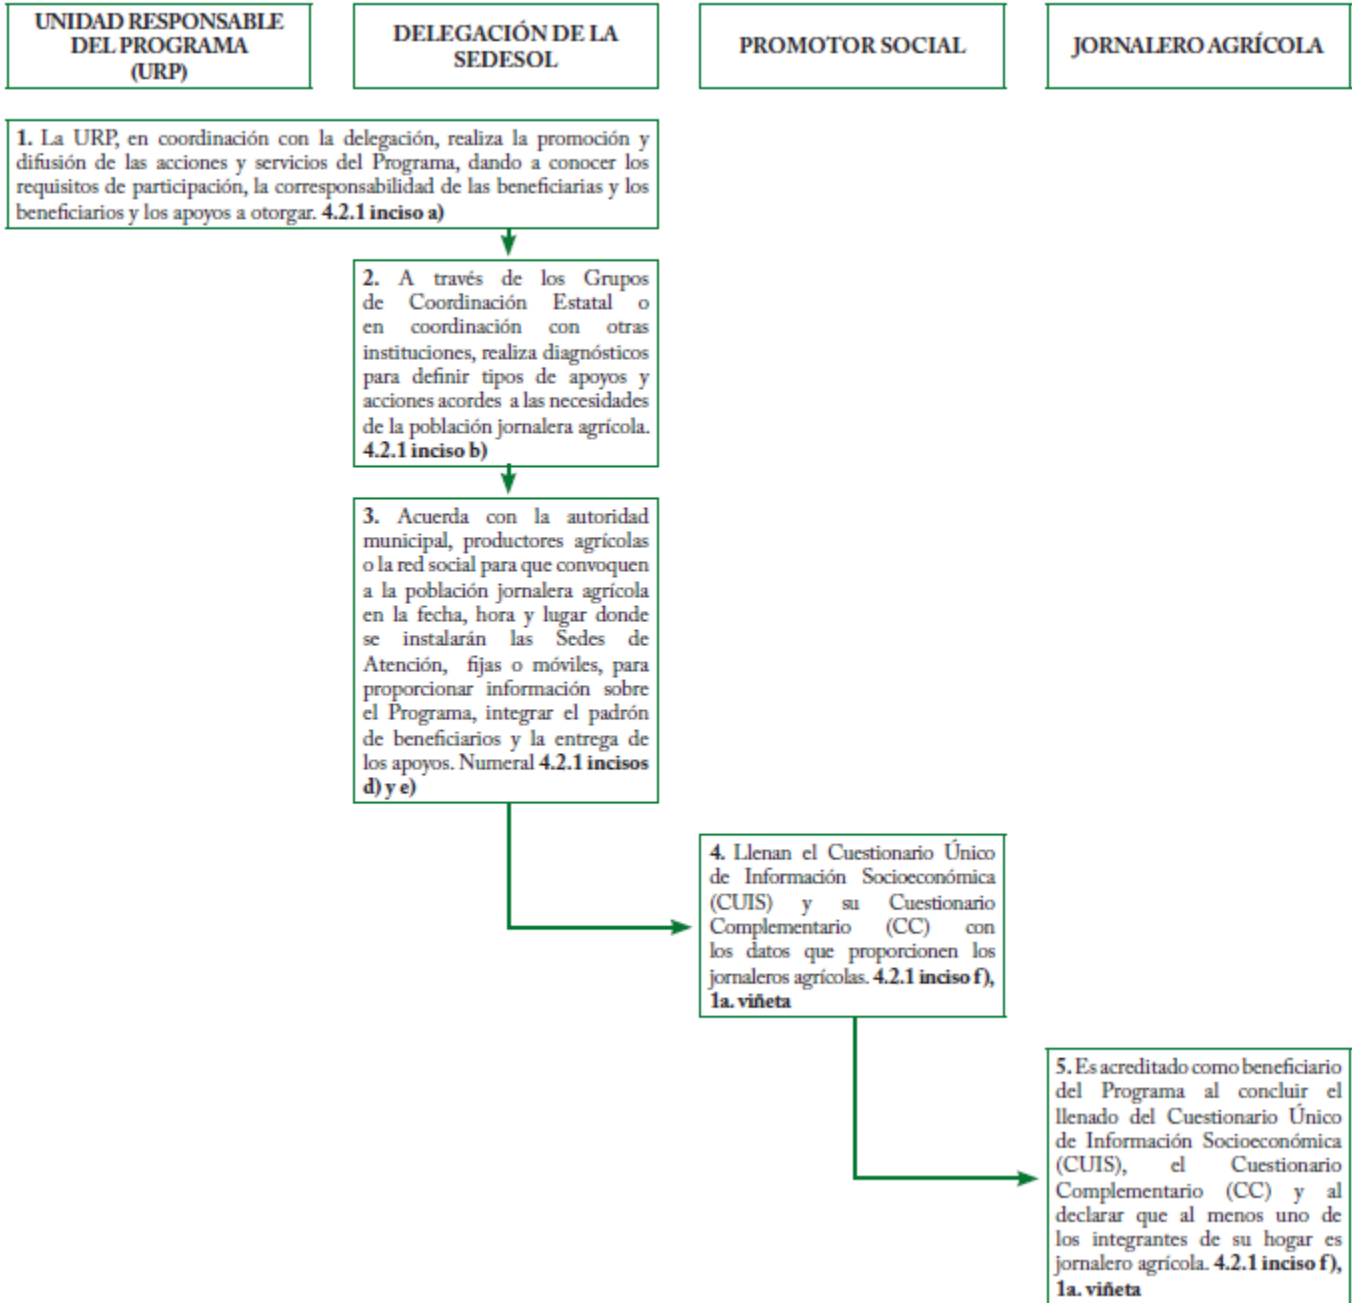 UNIDAD RESPONSABLE
DEL PROGRAMA
(URP)
DELEGACIÓN DE LA
SEDESOL
PROMOTOR SOCIAL
JORNALERO AGRÍCOLA
1. La URP, en coordinación con la delegación, realiza la promoción y
difusión de las acciones y servicios del Programa, dando a conocer los
requisitos de participación, la corresponsabilidad de las beneficiarias y los
beneficiarios y los apoyos a otorgar. 4.2.1 inciso a)
2. A través de los Grupos
de Coordinación Estatal o
en coordinación con otras
instituciones, realiza diagnósticos
para definir tipos de apoyos y
acciones acordes a las necesidades
de la población jornalera agrícola.
4.2.1 inciso b)
3. Acuerda con la autoridad
municipal, productores agrícolas
o la red social para que convoquen
a la población jornalera agrícola
en la fecha, hora y lugar donde
se instalarán las Sedes de
Atención, fijas o móviles, para
proporcionar información sobre
el Programa, integrar el padrón
de beneficiarios y la entrega de
los apoyos. Numeral 4.2.1 incisos
d) y e)
4. Llenan el Cuestionario Único
de Información Socioeconómica
(CUIS) y su Cuestionario
Complementario (CC) con
los datos que proporcionen los
jornaleros agrícolas. 4.2.1 inciso f),
1a. viñeta
5. Es acreditado como beneficiario
del Programa al concluir el
llenado del Cuestionario Único
de Información Socioeconómica
(CUIS), el Cuestionario
Complementario (CC) y al
declarar que al menos uno de
los integrantes de su hogar es
jornalero agrícola. 4.2.1 inciso f),
1a. viñeta